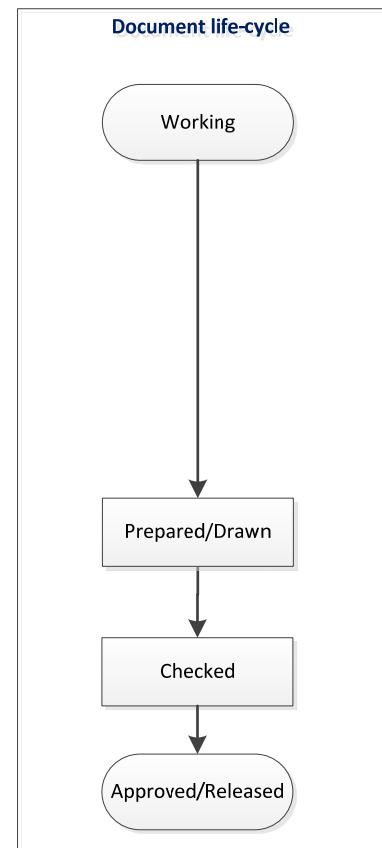 Document life-cycle
Working
Prepared/Drawn
Checked
Approved/Released